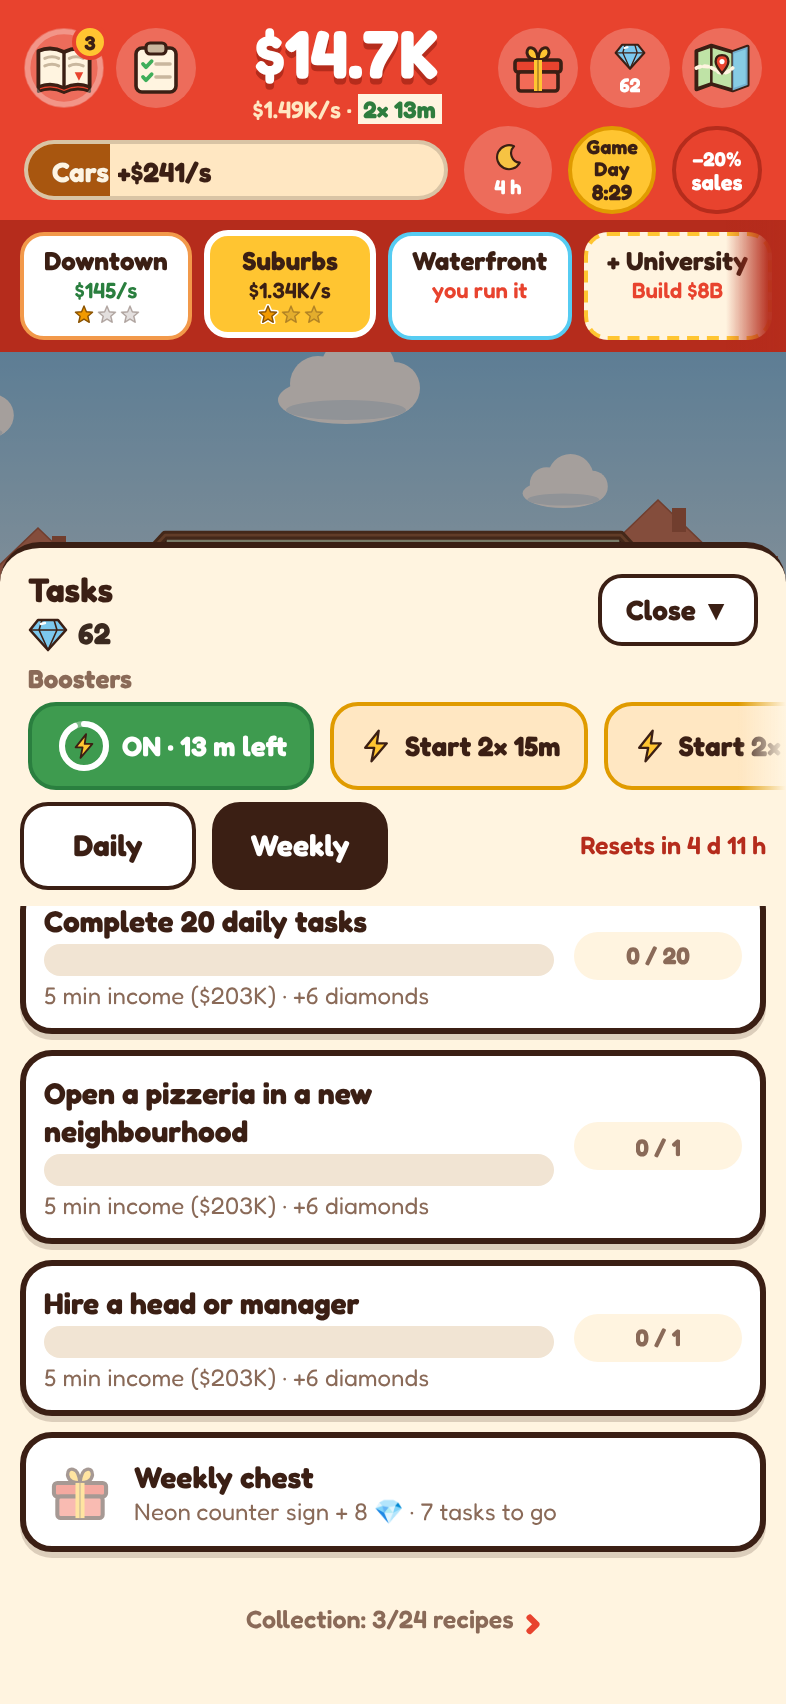 3
$14.7K
$1.49K/s · 2x 13m
62
Cars +$241/s
4 h
Game
Day
8:29
−20%
sales
Downtown
$145/s
Suburbs
$1.34K/s
Waterfront
you run it
+ University
Build $8B
Tasks
62
Close ▼
Boosters
ON · 13 m left
Start 2x 15m
Start 2x
Daily
Weekly
Resets in 4 d 11 h
Complete 20 daily tasks
0 / 20
5 min income ($203K) · +6 diamonds
Open a pizzeria in a new
neighbourhood
0 / 1
5 min income ($203K) · +6 diamonds
Hire a head or manager
0 / 1
5 min income ($203K) · +6 diamonds
Weekly chest
Neon counter sign + 8 💎 · 7 tasks to go
Collection: 3/24 recipes